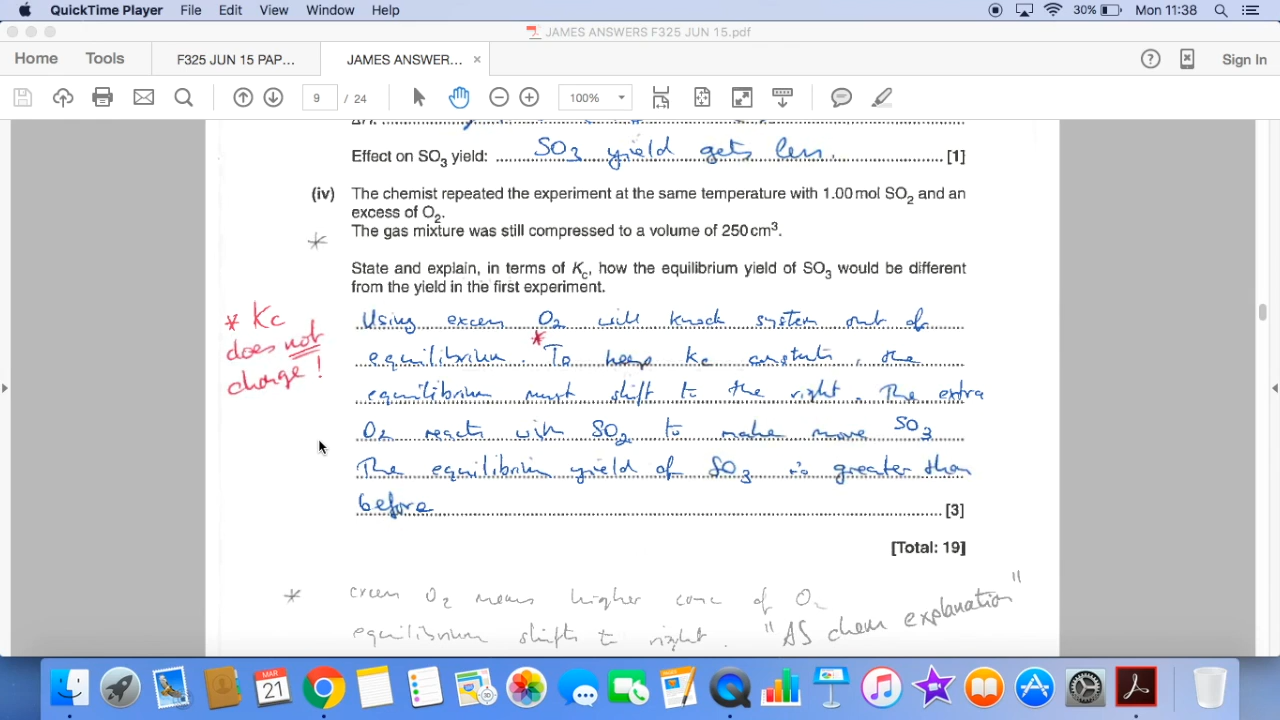 QuickTime Player File Edit View Window Help 30% Mon 11:38
JAMES ANSWERS F325 JUN 15.pdf
Home Tools F325 JUN 15 PAP... JAMES ANSWER... × ? Sign In
9 / 24 100%
Effect on SO3 yield: SO3 yield gets less. [1]
(iv) The chemist repeated the experiment at the same temperature with 1.00 mol SO2 and an
excess of O2.
* The gas mixture was still compressed to a volume of 250 cm³.
State and explain, in terms of Kc, how the equilibrium yield of SO3 would be different
from the yield in the first experiment.
* Kc
does not
change!
Using excess O2 will knock system out of
equilibrium. * To keep Kc constant, the
equilibrium must shift to the right. The extra
O2 reacts with SO2 to make more SO3
The equilibrium yield of SO3 is greater than
before [3]
[Total: 19]
* excess O2 means higher conc of O2
equilibrium shifts to right. "AS chem explanation"
MAR
21